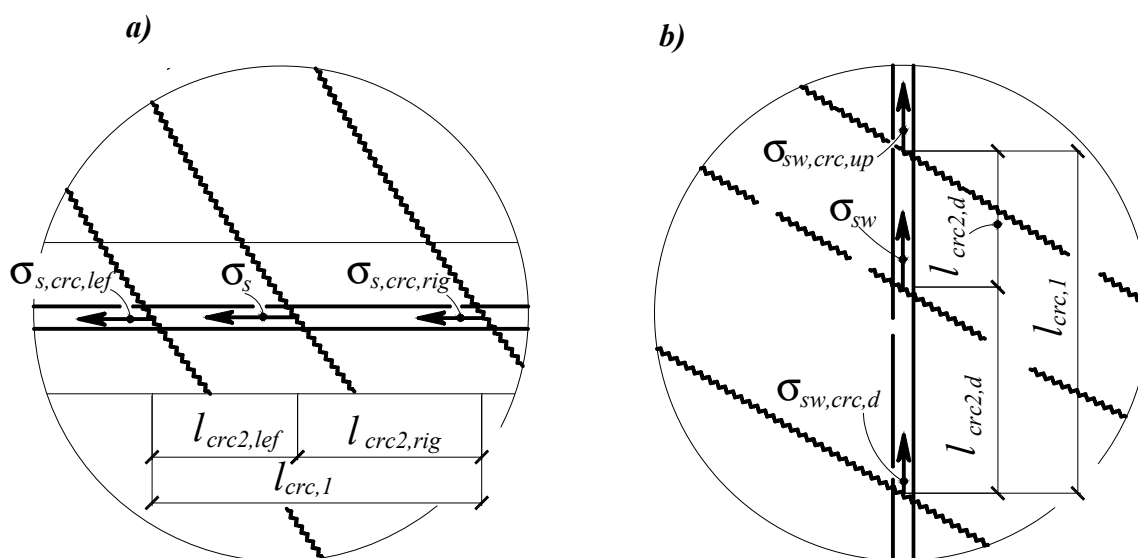 a)
σs,crc,lef
σs
σs,crc,rig
lcrc2,lef
lcrc2,rig
lcrc,1
b)
σsw,crc,up
σsw
σsw,crc,d
lcrc2,d
lcrc2,d
lcrc,1